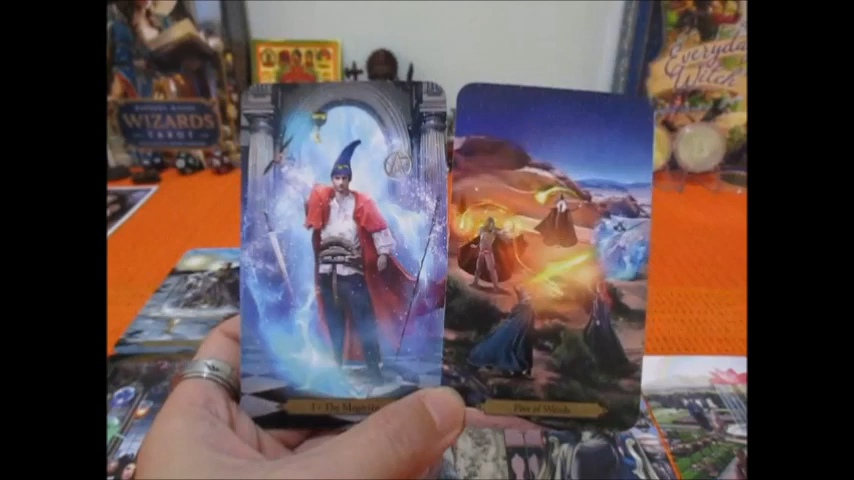 WIZARDS
TAROT
Everyday
Witch
I • The Magician
Five of Wands